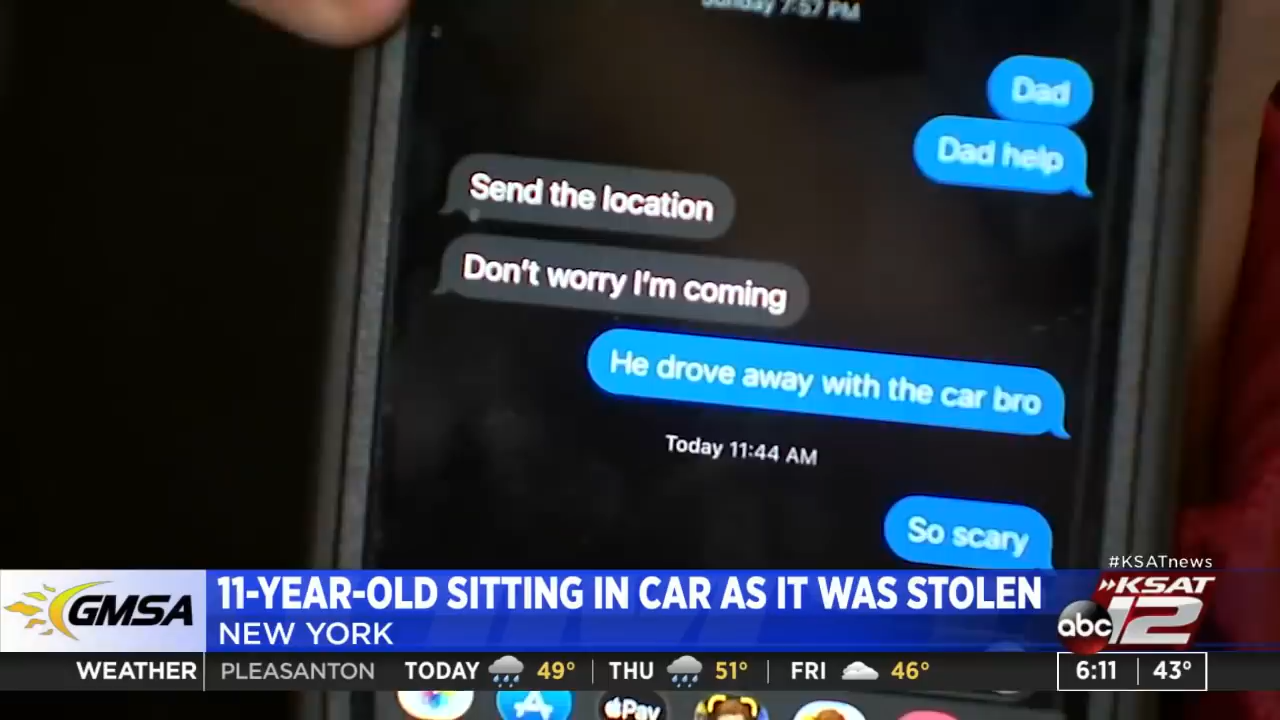 Sunday 7:57 PM
Dad
Dad help
Send the location
Don't worry I'm coming
He drove away with the car bro
Today 11:44 AM
So scary
#KSATnews
GMSA
11-YEAR-OLD SITTING IN CAR AS IT WAS STOLEN
NEW YORK
KSAT
abc 12
WEATHER PLEASANTON TODAY 49° THU 51° FRI 46° 6:11 43°
Pay